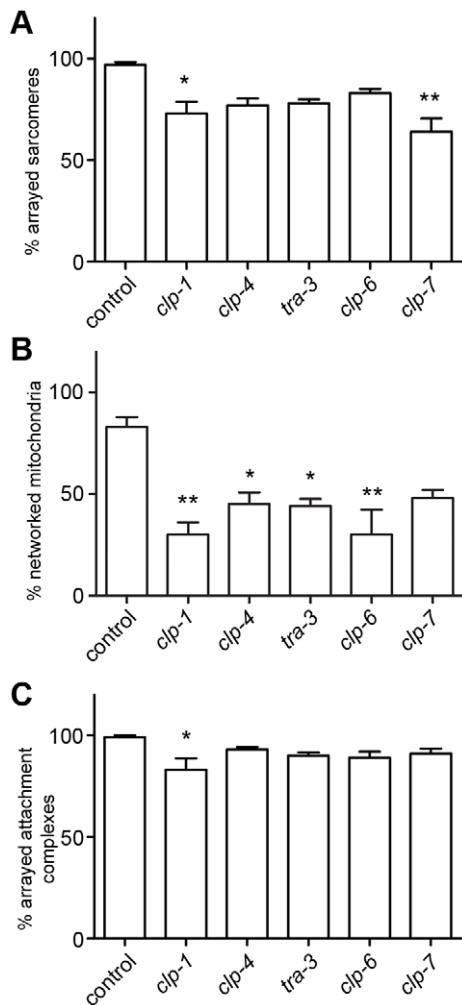 A
% arrayed sarcomeres
100
50
0
*
**
control
clp-1
clp-4
tra-3
clp-6
clp-7
B
% networked mitochondria
100
50
0
**
*
*
**
control
clp-1
clp-4
tra-3
clp-6
clp-7
C
% arrayed attachment
complexes
100
50
0
*
control
clp-1
clp-4
tra-3
clp-6
clp-7